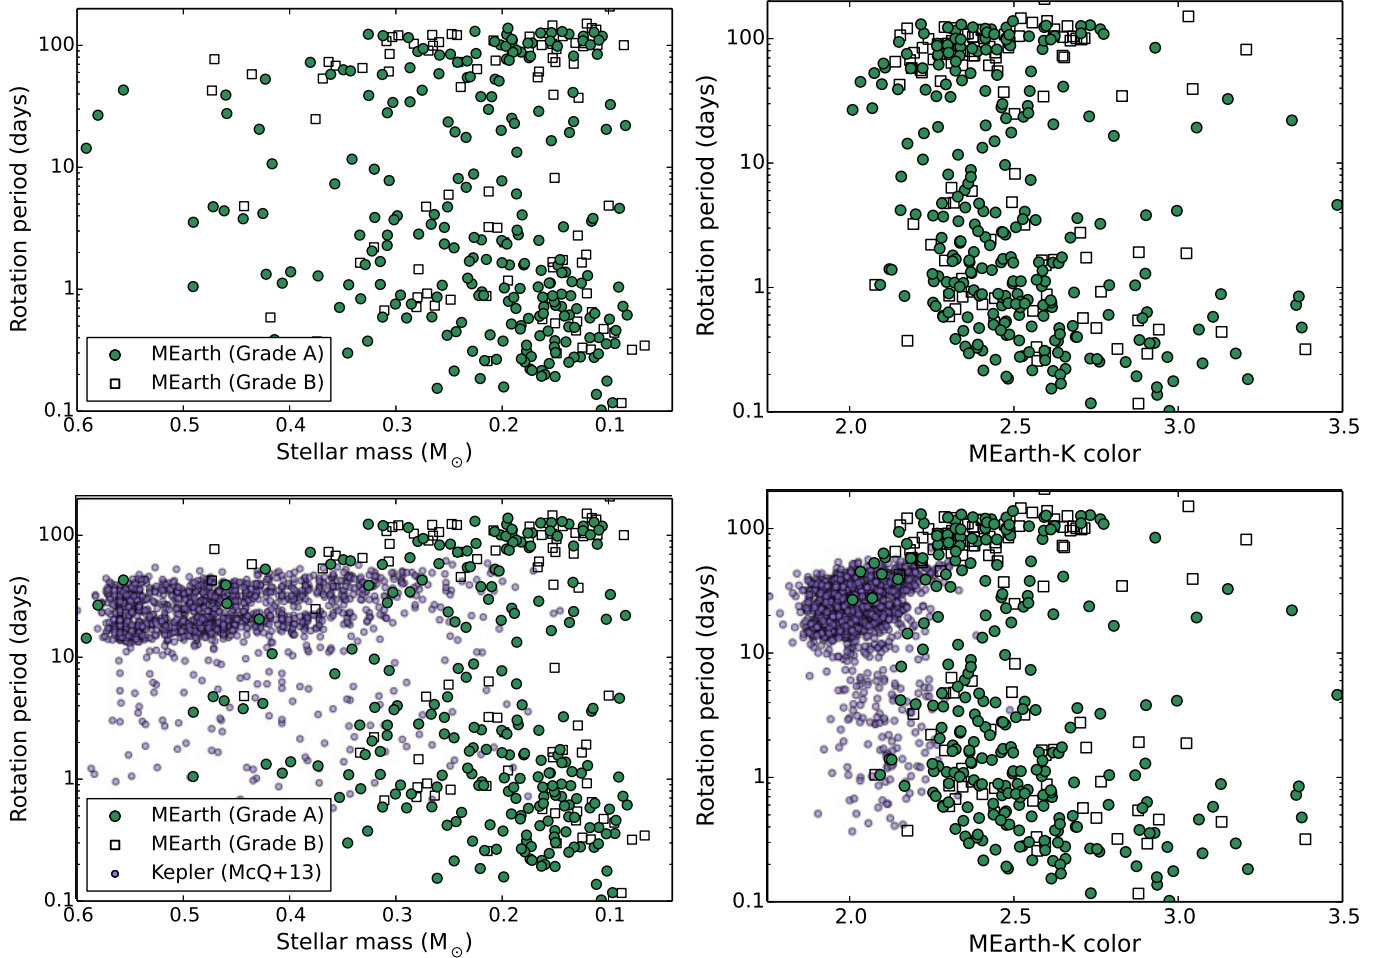 100
10
1
0.1
Rotation period (days)
MEarth (Grade A)
MEarth (Grade B)
0.6 0.5 0.4 0.3 0.2 0.1
Stellar mass (M⊙)
100
10
1
0.1
Rotation period (days)
2.0 2.5 3.0 3.5
MEarth-K color
100
10
1
0.1
Rotation period (days)
MEarth (Grade A)
MEarth (Grade B)
Kepler (McQ+13)
0.6 0.5 0.4 0.3 0.2 0.1
Stellar mass (M⊙)
100
10
1
0.1
Rotation period (days)
2.0 2.5 3.0 3.5
MEarth-K color